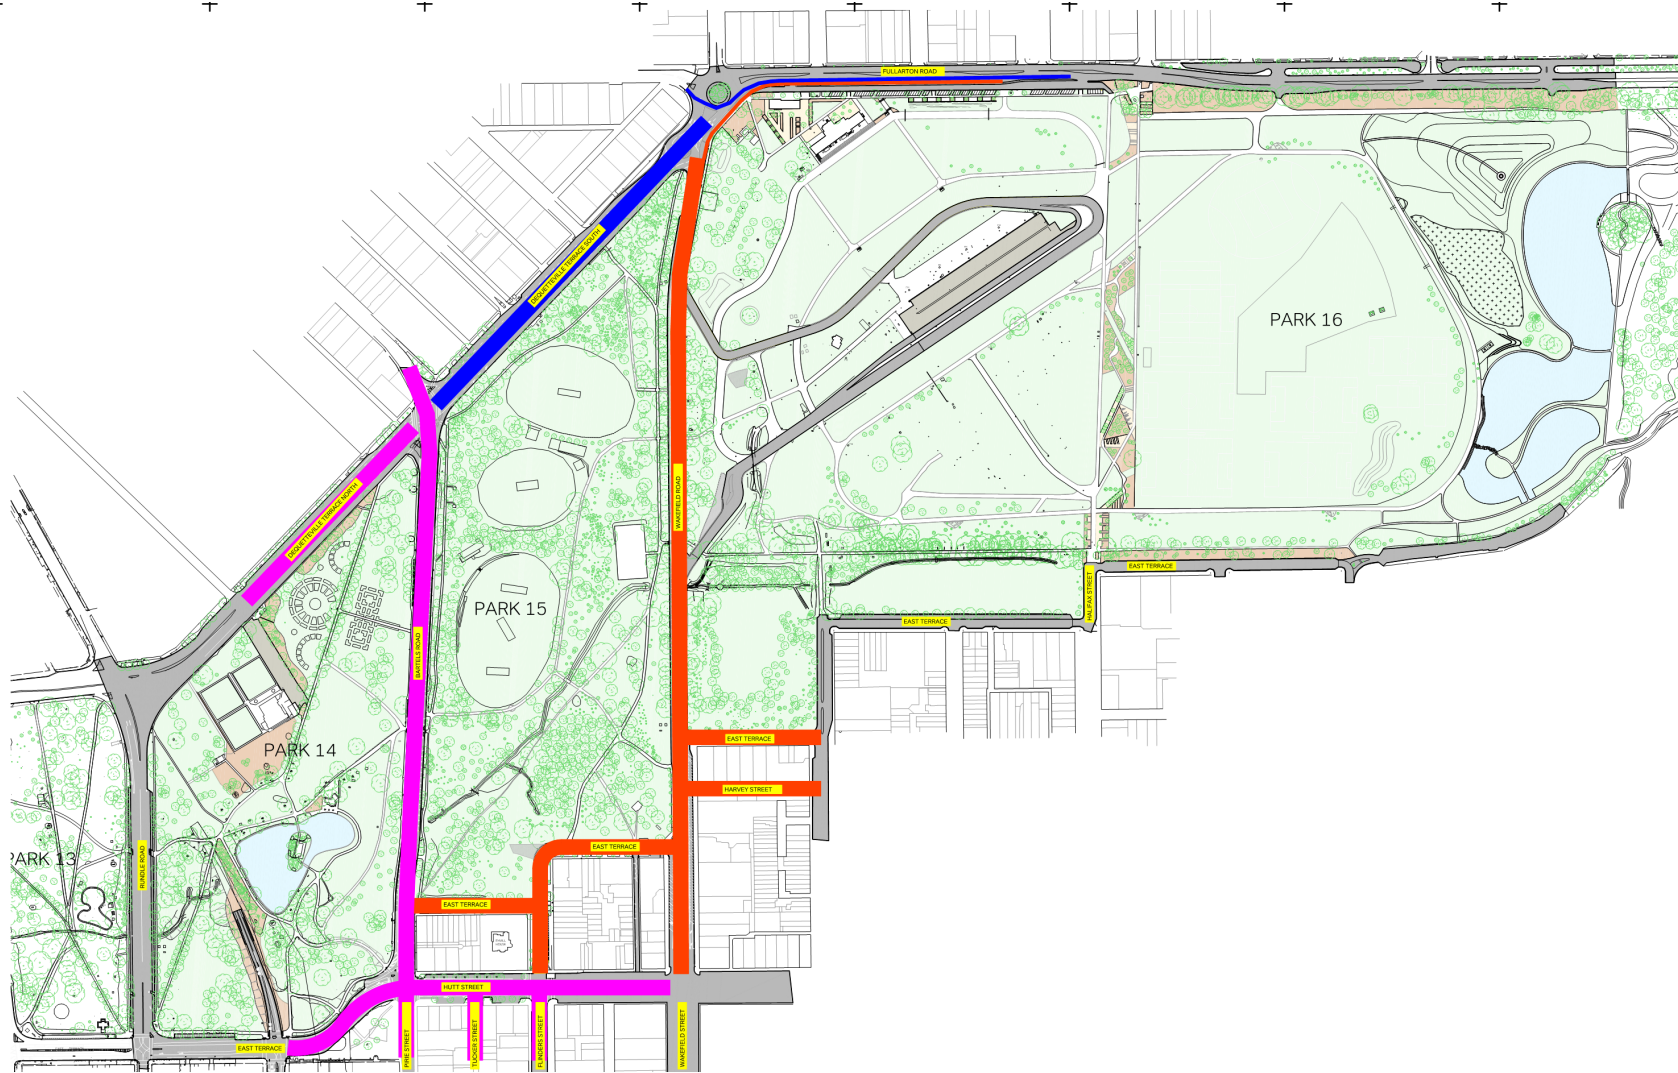 FULLARTON ROAD
DEQUETTEVILLE TERRACE SOUTH
PARK 16
WAKEFIELD ROAD
DEQUETTEVILLE TERRACE NORTH
EAST TERRACE
HALIFAX STREET
PARK 15
EAST TERRACE
BARTELS ROAD
EAST TERRACE
PARK 14
HARVEY STREET
EAST TERRACE
PARK 13
RUNDLE ROAD
EAST TERRACE
HUTT STREET
PIRIE STREET
TUCKER STREET
FLINDERS STREET
WAKEFIELD STREET
EAST TERRACE